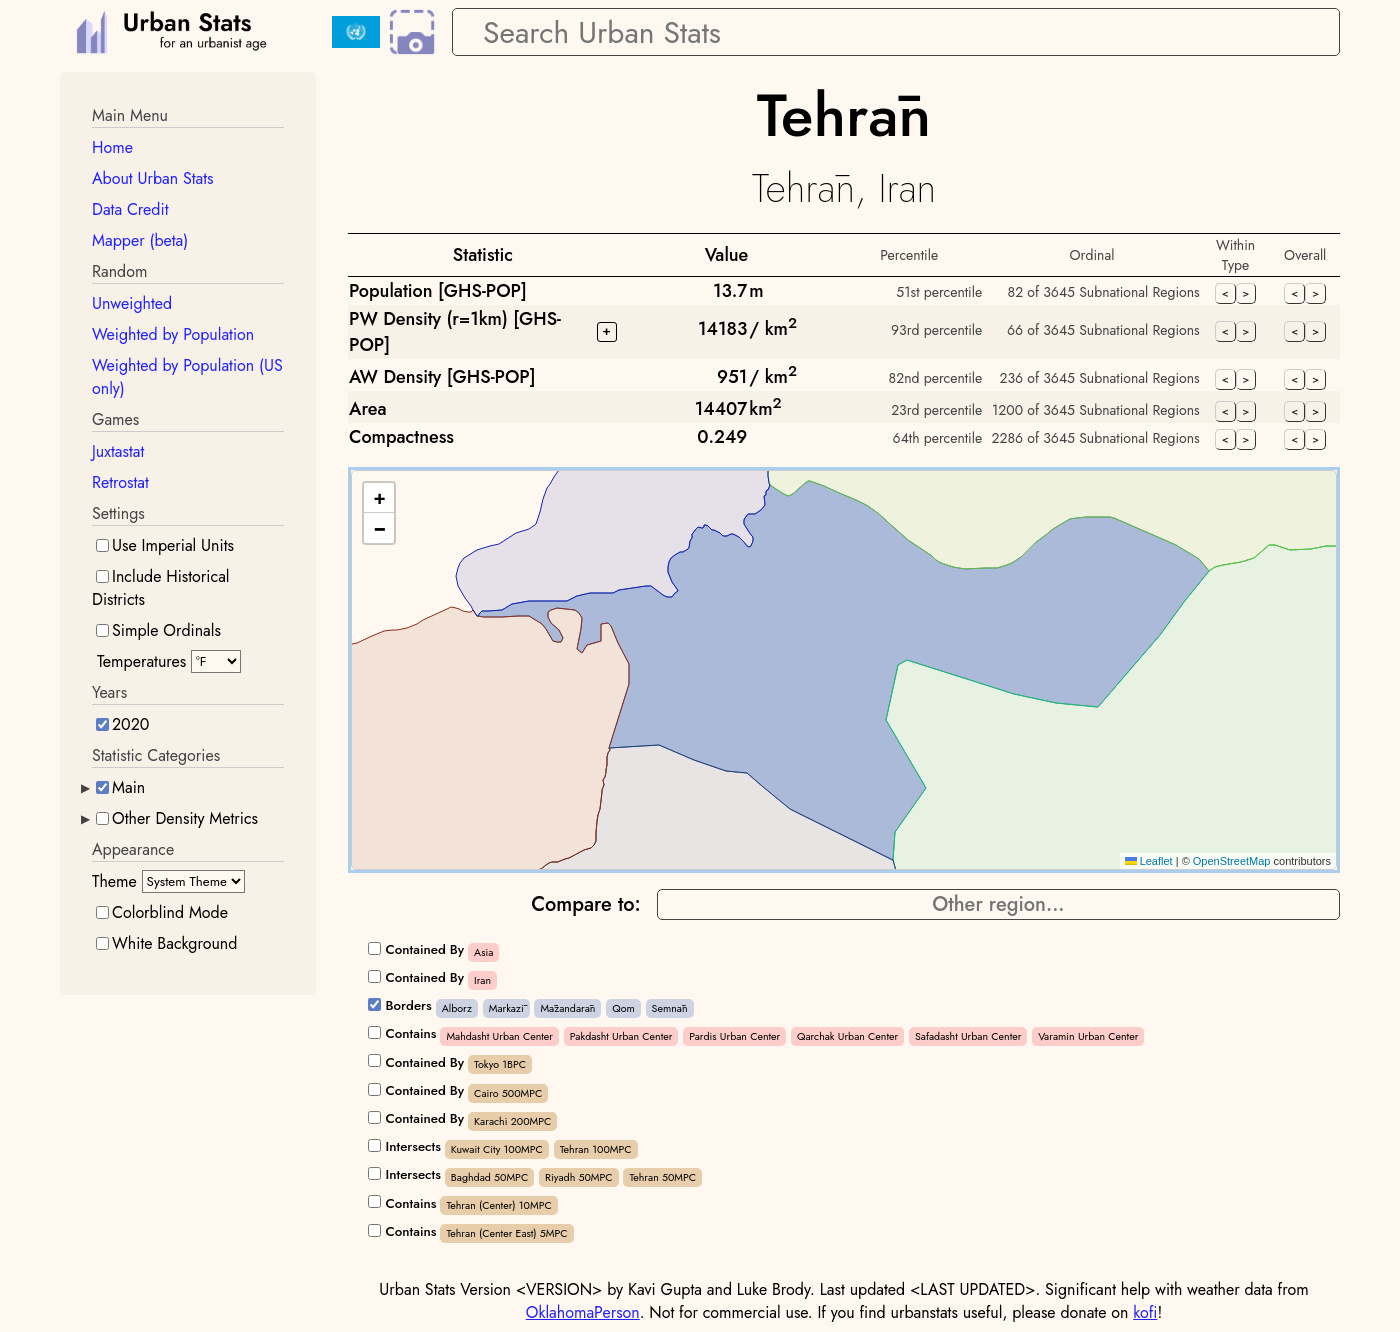 Urban Stats
for an urbanist age
Search Urban Stats
Main Menu
Home
About Urban Stats
Data Credit
Mapper (beta)
Random
Unweighted
Weighted by Population
Weighted by Population (US
only)
Games
Juxtastat
Retrostat
Settings
Use Imperial Units
Include Historical
Districts
Simple Ordinals
Temperatures °F
Years
2020
Statistic Categories
Main
Other Density Metrics
Appearance
Theme System Theme
Colorblind Mode
White Background
Tehrān
Tehrān, Iran
Statistic Value Percentile Ordinal Within Type Overall
Population [GHS-POP] 13.7 m 51st percentile 82 of 3645 Subnational Regions < > < >
PW Density (r=1km) [GHS-
POP] + 14183 / km² 93rd percentile 66 of 3645 Subnational Regions < > < >
AW Density [GHS-POP] 951 / km² 82nd percentile 236 of 3645 Subnational Regions < > < >
Area 14407 km² 23rd percentile 1200 of 3645 Subnational Regions < > < >
Compactness 0.249 64th percentile 2286 of 3645 Subnational Regions < > < >
+
−
Leaflet | © OpenStreetMap contributors
Compare to: Other region...
Contained By Asia
Contained By Iran
Borders Alborz Markazī Māzandarān Qom Semnān
Contains Mahdasht Urban Center Pakdasht Urban Center Pardis Urban Center Qarchak Urban Center Safadasht Urban Center Varamin Urban Center
Contained By Tokyo 1BPC
Contained By Cairo 500MPC
Contained By Karachi 200MPC
Intersects Kuwait City 100MPC Tehran 100MPC
Intersects Baghdad 50MPC Riyadh 50MPC Tehran 50MPC
Contains Tehran (Center) 10MPC
Contains Tehran (Center East) 5MPC
Urban Stats Version <VERSION> by Kavi Gupta and Luke Brody. Last updated <LAST UPDATED>. Significant help with weather data from
OklahomaPerson. Not for commercial use. If you find urbanstats useful, please donate on kofi!